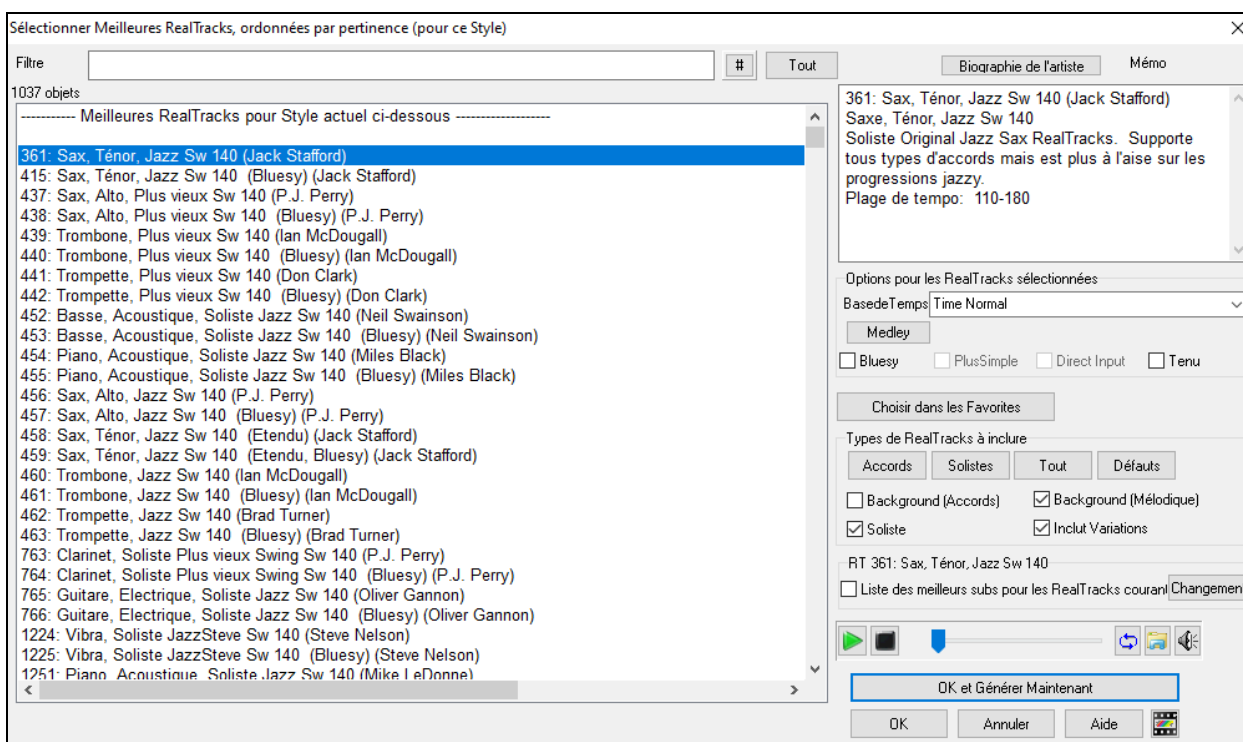 Sélectionner Meilleures RealTracks, ordonnées par pertinence (pour ce Style)
Filtre
#
Tout
Biographie de l'artiste
Mémo
1037 objets
----------- Meilleures RealTracks pour Style actuel ci-dessous -------------------
361: Sax, Ténor, Jazz Sw 140 (Jack Stafford)
415: Sax, Ténor, Jazz Sw 140 (Bluesy) (Jack Stafford)
437: Sax, Alto, Plus vieux Sw 140 (P.J. Perry)
438: Sax, Alto, Plus vieux Sw 140 (Bluesy) (P.J. Perry)
439: Trombone, Plus vieux Sw 140 (Ian McDougall)
440: Trombone, Plus vieux Sw 140 (Bluesy) (Ian McDougall)
441: Trompette, Plus vieux Sw 140 (Don Clark)
442: Trompette, Plus vieux Sw 140 (Bluesy) (Don Clark)
452: Basse, Acoustique, Soliste Jazz Sw 140 (Neil Swainson)
453: Basse, Acoustique, Soliste Jazz Sw 140 (Bluesy) (Neil Swainson)
454: Piano, Acoustique, Soliste Jazz Sw 140 (Miles Black)
455: Piano, Acoustique, Soliste Jazz Sw 140 (Bluesy) (Miles Black)
456: Sax, Alto, Jazz Sw 140 (P.J. Perry)
457: Sax, Alto, Jazz Sw 140 (Bluesy) (P.J. Perry)
458: Sax, Ténor, Jazz Sw 140 (Etendu) (Jack Stafford)
459: Sax, Ténor, Jazz Sw 140 (Etendu, Bluesy) (Jack Stafford)
460: Trombone, Jazz Sw 140 (Ian McDougall)
461: Trombone, Jazz Sw 140 (Bluesy) (Ian McDougall)
462: Trompette, Jazz Sw 140 (Brad Turner)
463: Trompette, Jazz Sw 140 (Bluesy) (Brad Turner)
763: Clarinet, Soliste Plus vieux Swing Sw 140 (P.J. Perry)
764: Clarinet, Soliste Plus vieux Swing Sw 140 (Bluesy) (P.J. Perry)
765: Guitare, Electrique, Soliste Jazz Sw 140 (Oliver Gannon)
766: Guitare, Electrique, Soliste Jazz Sw 140 (Bluesy) (Oliver Gannon)
1224: Vibra, Soliste JazzSteve Sw 140 (Steve Nelson)
1225: Vibra, Soliste JazzSteve Sw 140 (Bluesy) (Steve Nelson)
1251: Piano, Acoustique, Soliste Jazz Sw 140 (Mike LeDonne)
361: Sax, Ténor, Jazz Sw 140 (Jack Stafford)
Saxe, Ténor, Jazz Sw 140
Soliste Original Jazz Sax RealTracks. Supporte
tous types d'accords mais est plus à l'aise sur les
progressions jazzy.
Plage de tempo: 110-180
Options pour les RealTracks sélectionnées
BasedeTemps Time Normal
Medley
Bluesy PlusSimple Direct Input Tenu
Choisir dans les Favorites
Types de RealTracks à inclure
Accords Solistes Tout Défauts
Background (Accords) Background (Mélodique)
Soliste Inclut Variations
RT 361: Sax, Ténor, Jazz Sw 140
Liste des meilleurs subs pour les RealTracks courant Changemen
OK et Générer Maintenant
OK Annuler Aide